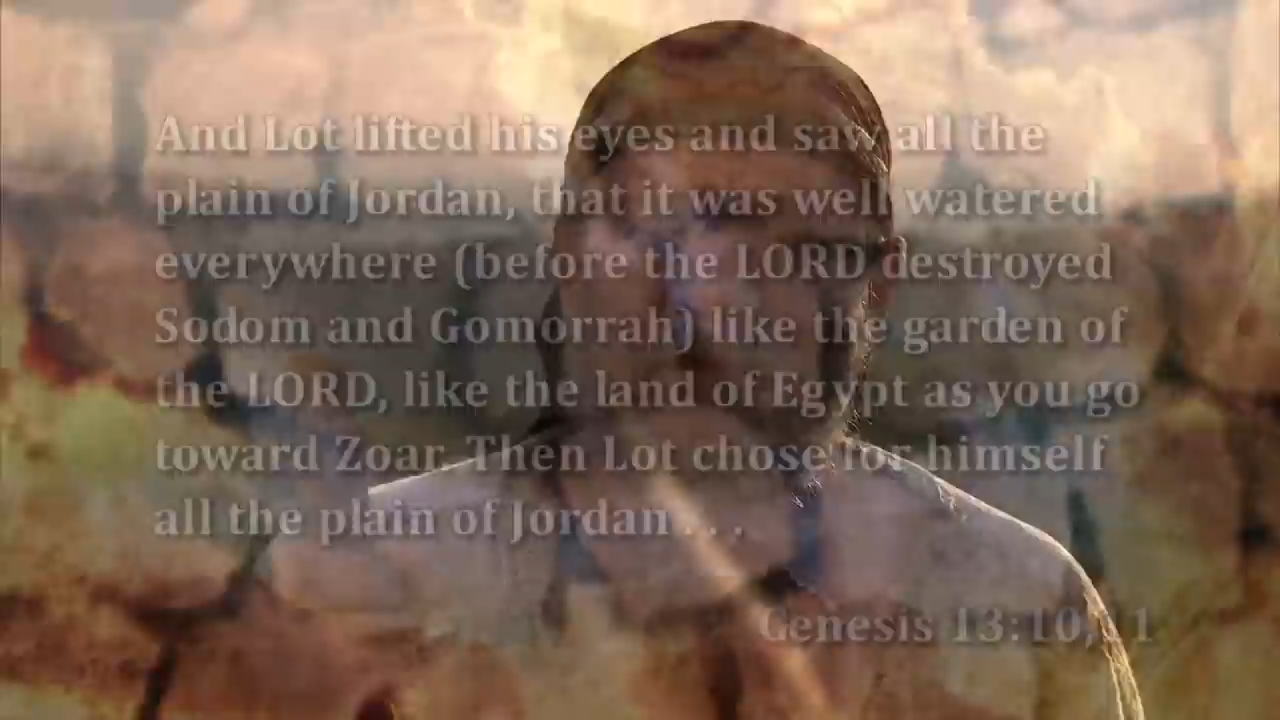 And Lot lifted his eyes and saw all the
plain of Jordan, that it was well watered
everywhere (before the LORD destroyed
Sodom and Gomorrah) like the garden of
the LORD, like the land of Egypt as you go
toward Zoar. Then Lot chose for himself
all the plain of Jordan . . .
Genesis 13:10, 11